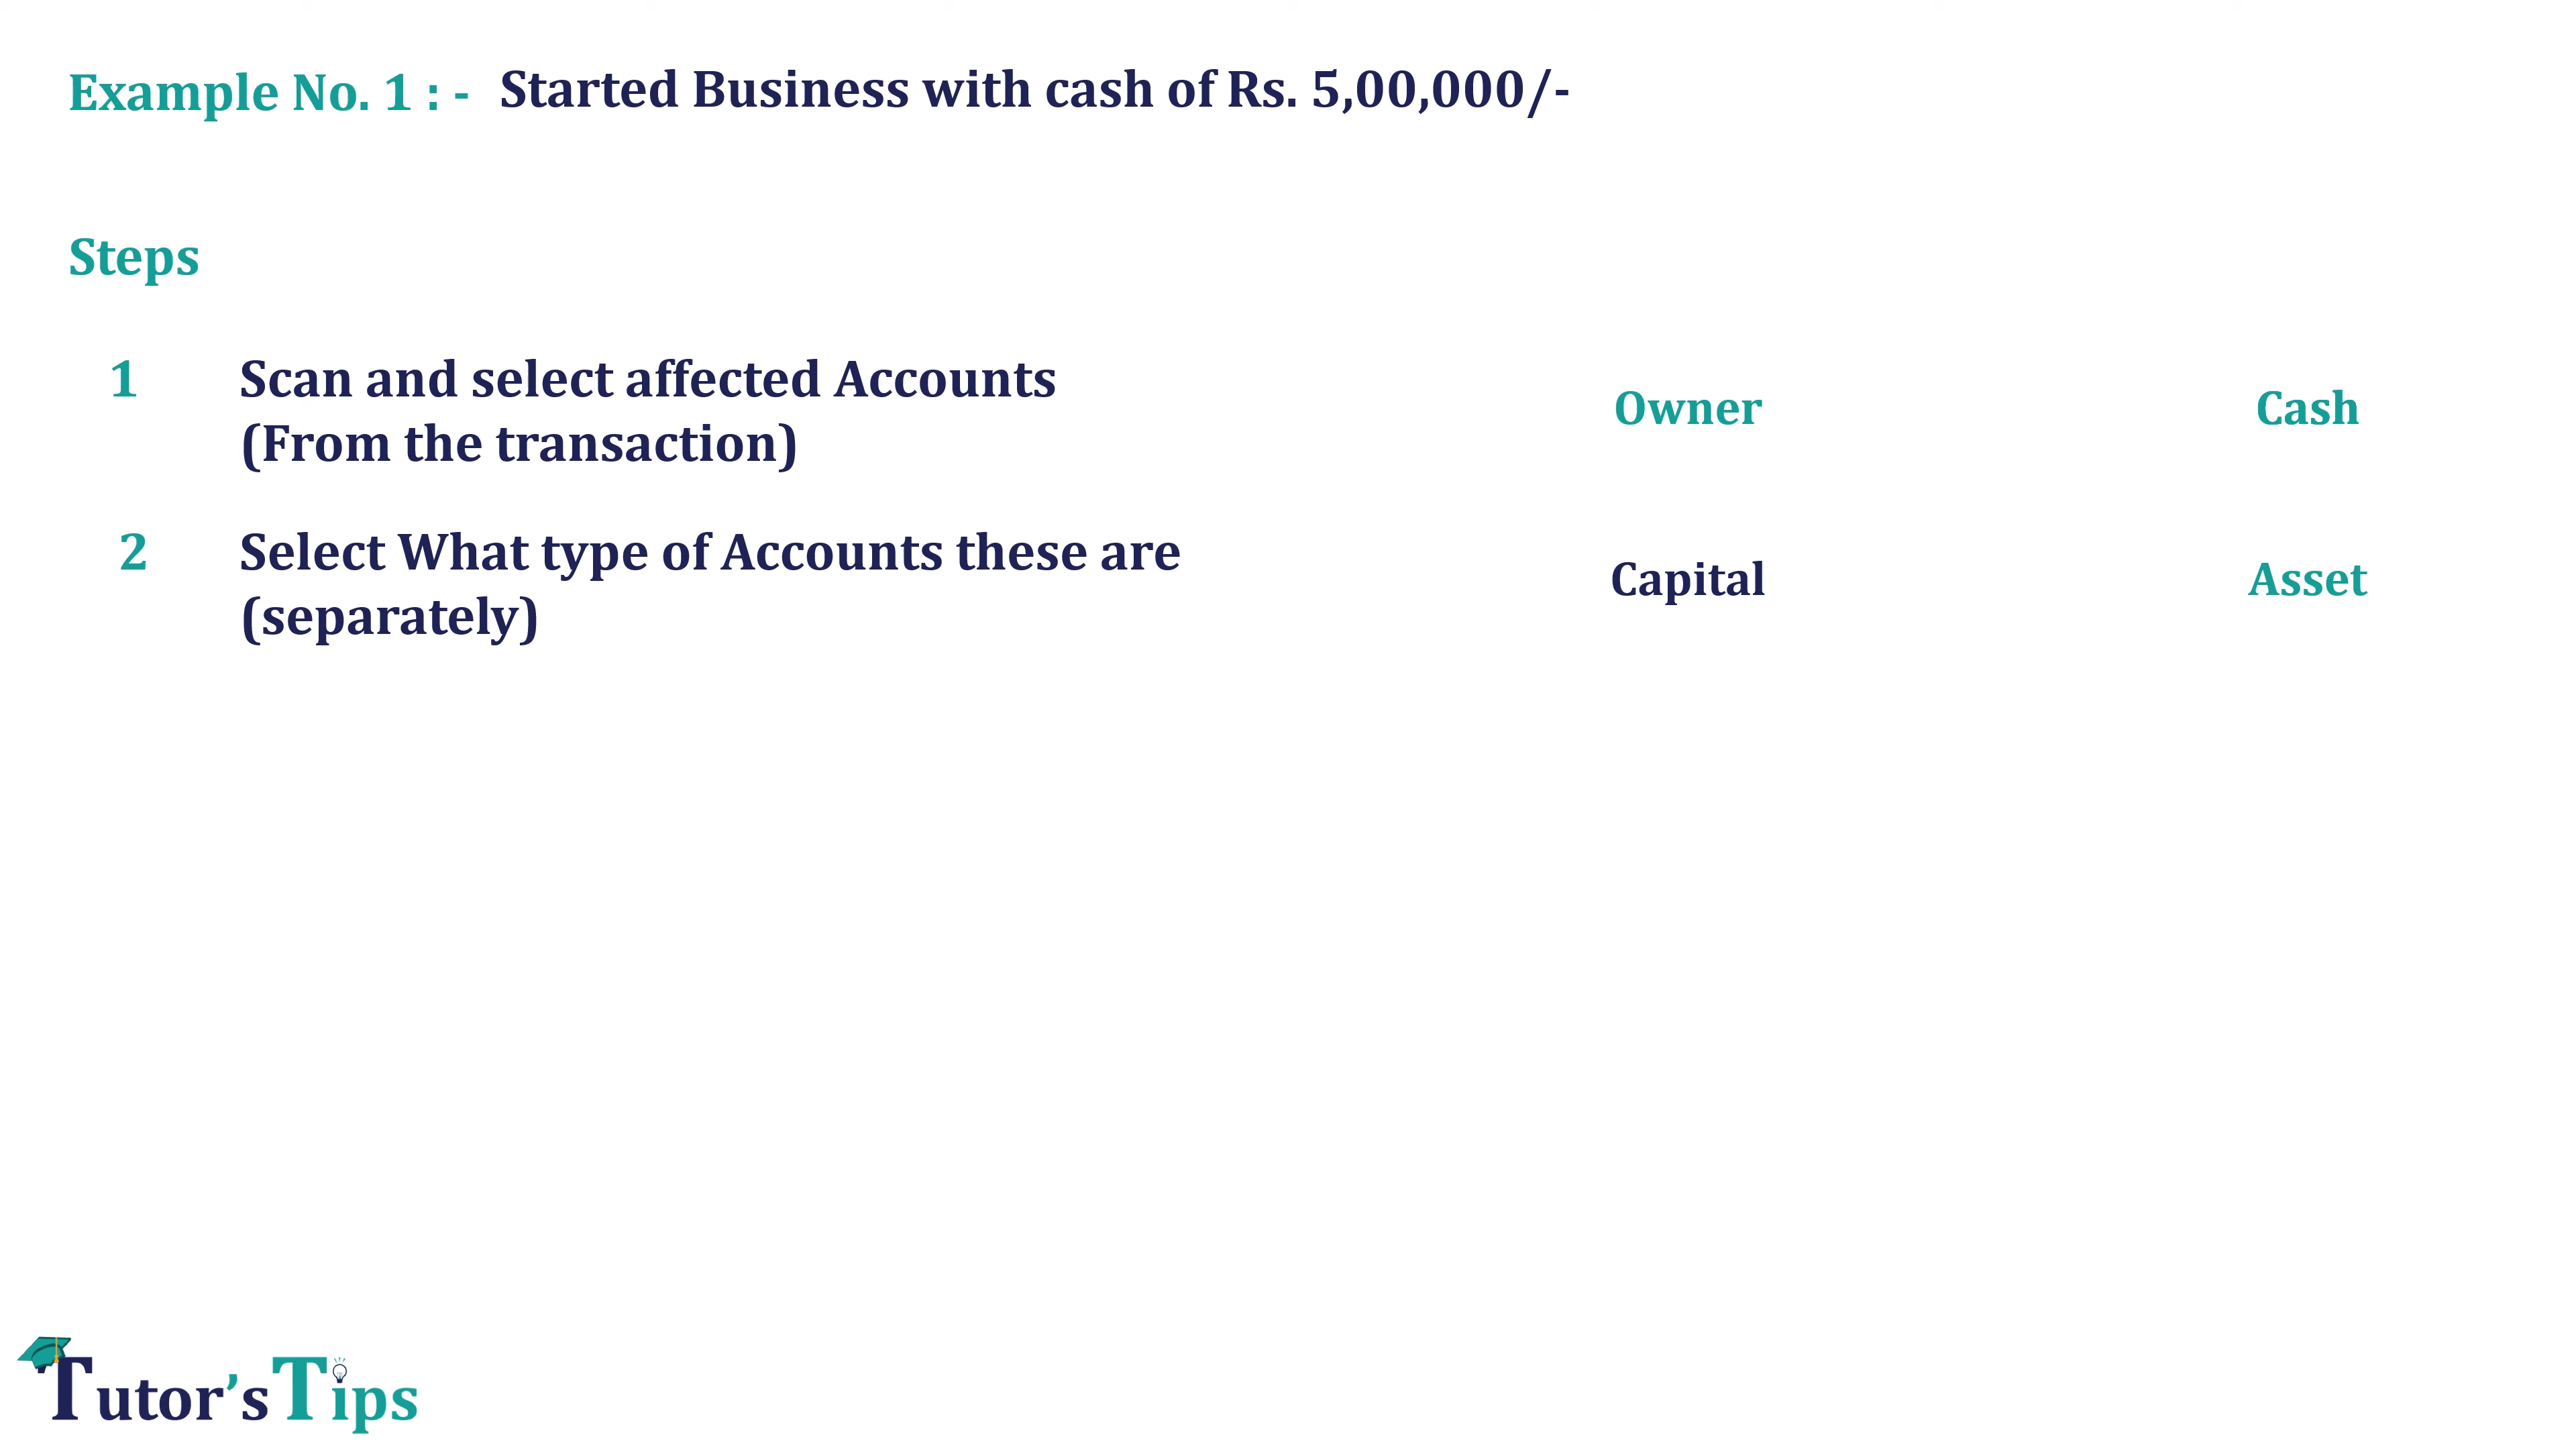 Example No. 1 : - Started Business with cash of Rs. 5,00,000/-
Steps
1 Scan and select affected Accounts
(From the transaction)
Owner Cash
2 Select What type of Accounts these are
(separately)
Capital Asset
Tutor's Tips